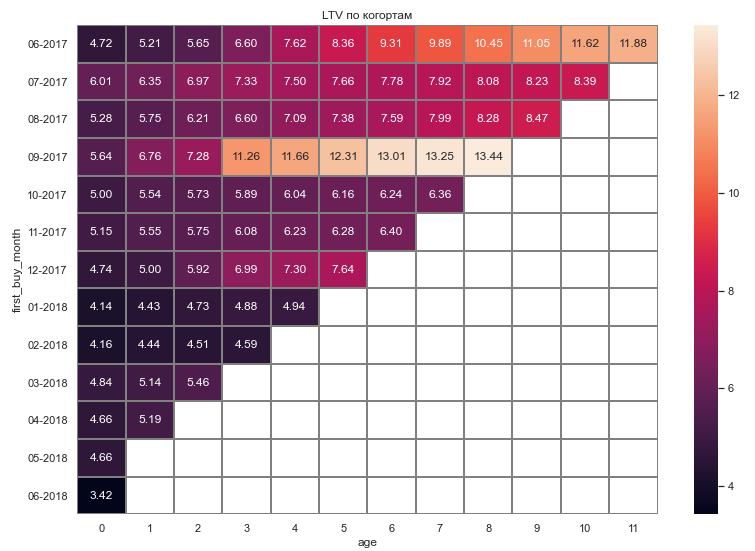 LTV по когортам
06-2017 4.72 5.21 5.65 6.60 7.62 8.36 9.31 9.89 10.45 11.05 11.62 11.88
07-2017 6.01 6.35 6.97 7.33 7.50 7.66 7.78 7.92 8.08 8.23 8.39
08-2017 5.28 5.75 6.21 6.60 7.09 7.38 7.59 7.99 8.28 8.47
09-2017 5.64 6.76 7.28 11.26 11.66 12.31 13.01 13.25 13.44
10-2017 5.00 5.54 5.73 5.89 6.04 6.16 6.24 6.36
11-2017 5.15 5.55 5.75 6.08 6.23 6.28 6.40
12-2017 4.74 5.00 5.92 6.99 7.30 7.64
01-2018 4.14 4.43 4.73 4.88 4.94
02-2018 4.16 4.44 4.51 4.59
03-2018 4.84 5.14 5.46
04-2018 4.66 5.19
05-2018 4.66
06-2018 3.42
0 1 2 3 4 5 6 7 8 9 10 11
age
first_buy_month
12
10
8
6
4